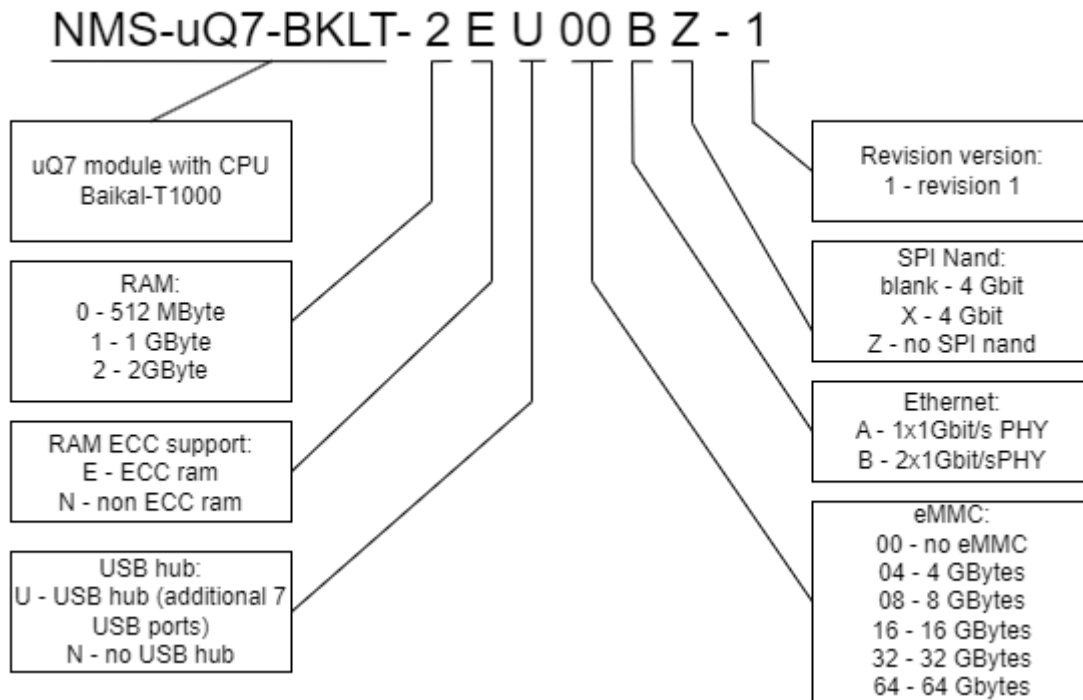 NMS-uQ7-BKLT- 2 E U 00 B Z - 1
uQ7 module with CPU
Baikal-T1000
RAM:
0 - 512 MByte
1 - 1 GByte
2 - 2GByte
RAM ECC support:
E - ECC ram
N - non ECC ram
USB hub:
U - USB hub (additional 7
USB ports)
N - no USB hub
Revision version:
1 - revision 1
SPI Nand:
blank - 4 Gbit
X - 4 Gbit
Z - no SPI nand
Ethernet:
A - 1x1Gbit/s PHY
B - 2x1Gbit/sPHY
eMMC:
00 - no eMMC
04 - 4 GBytes
08 - 8 GBytes
16 - 16 GBytes
32 - 32 GBytes
64 - 64 Gbytes